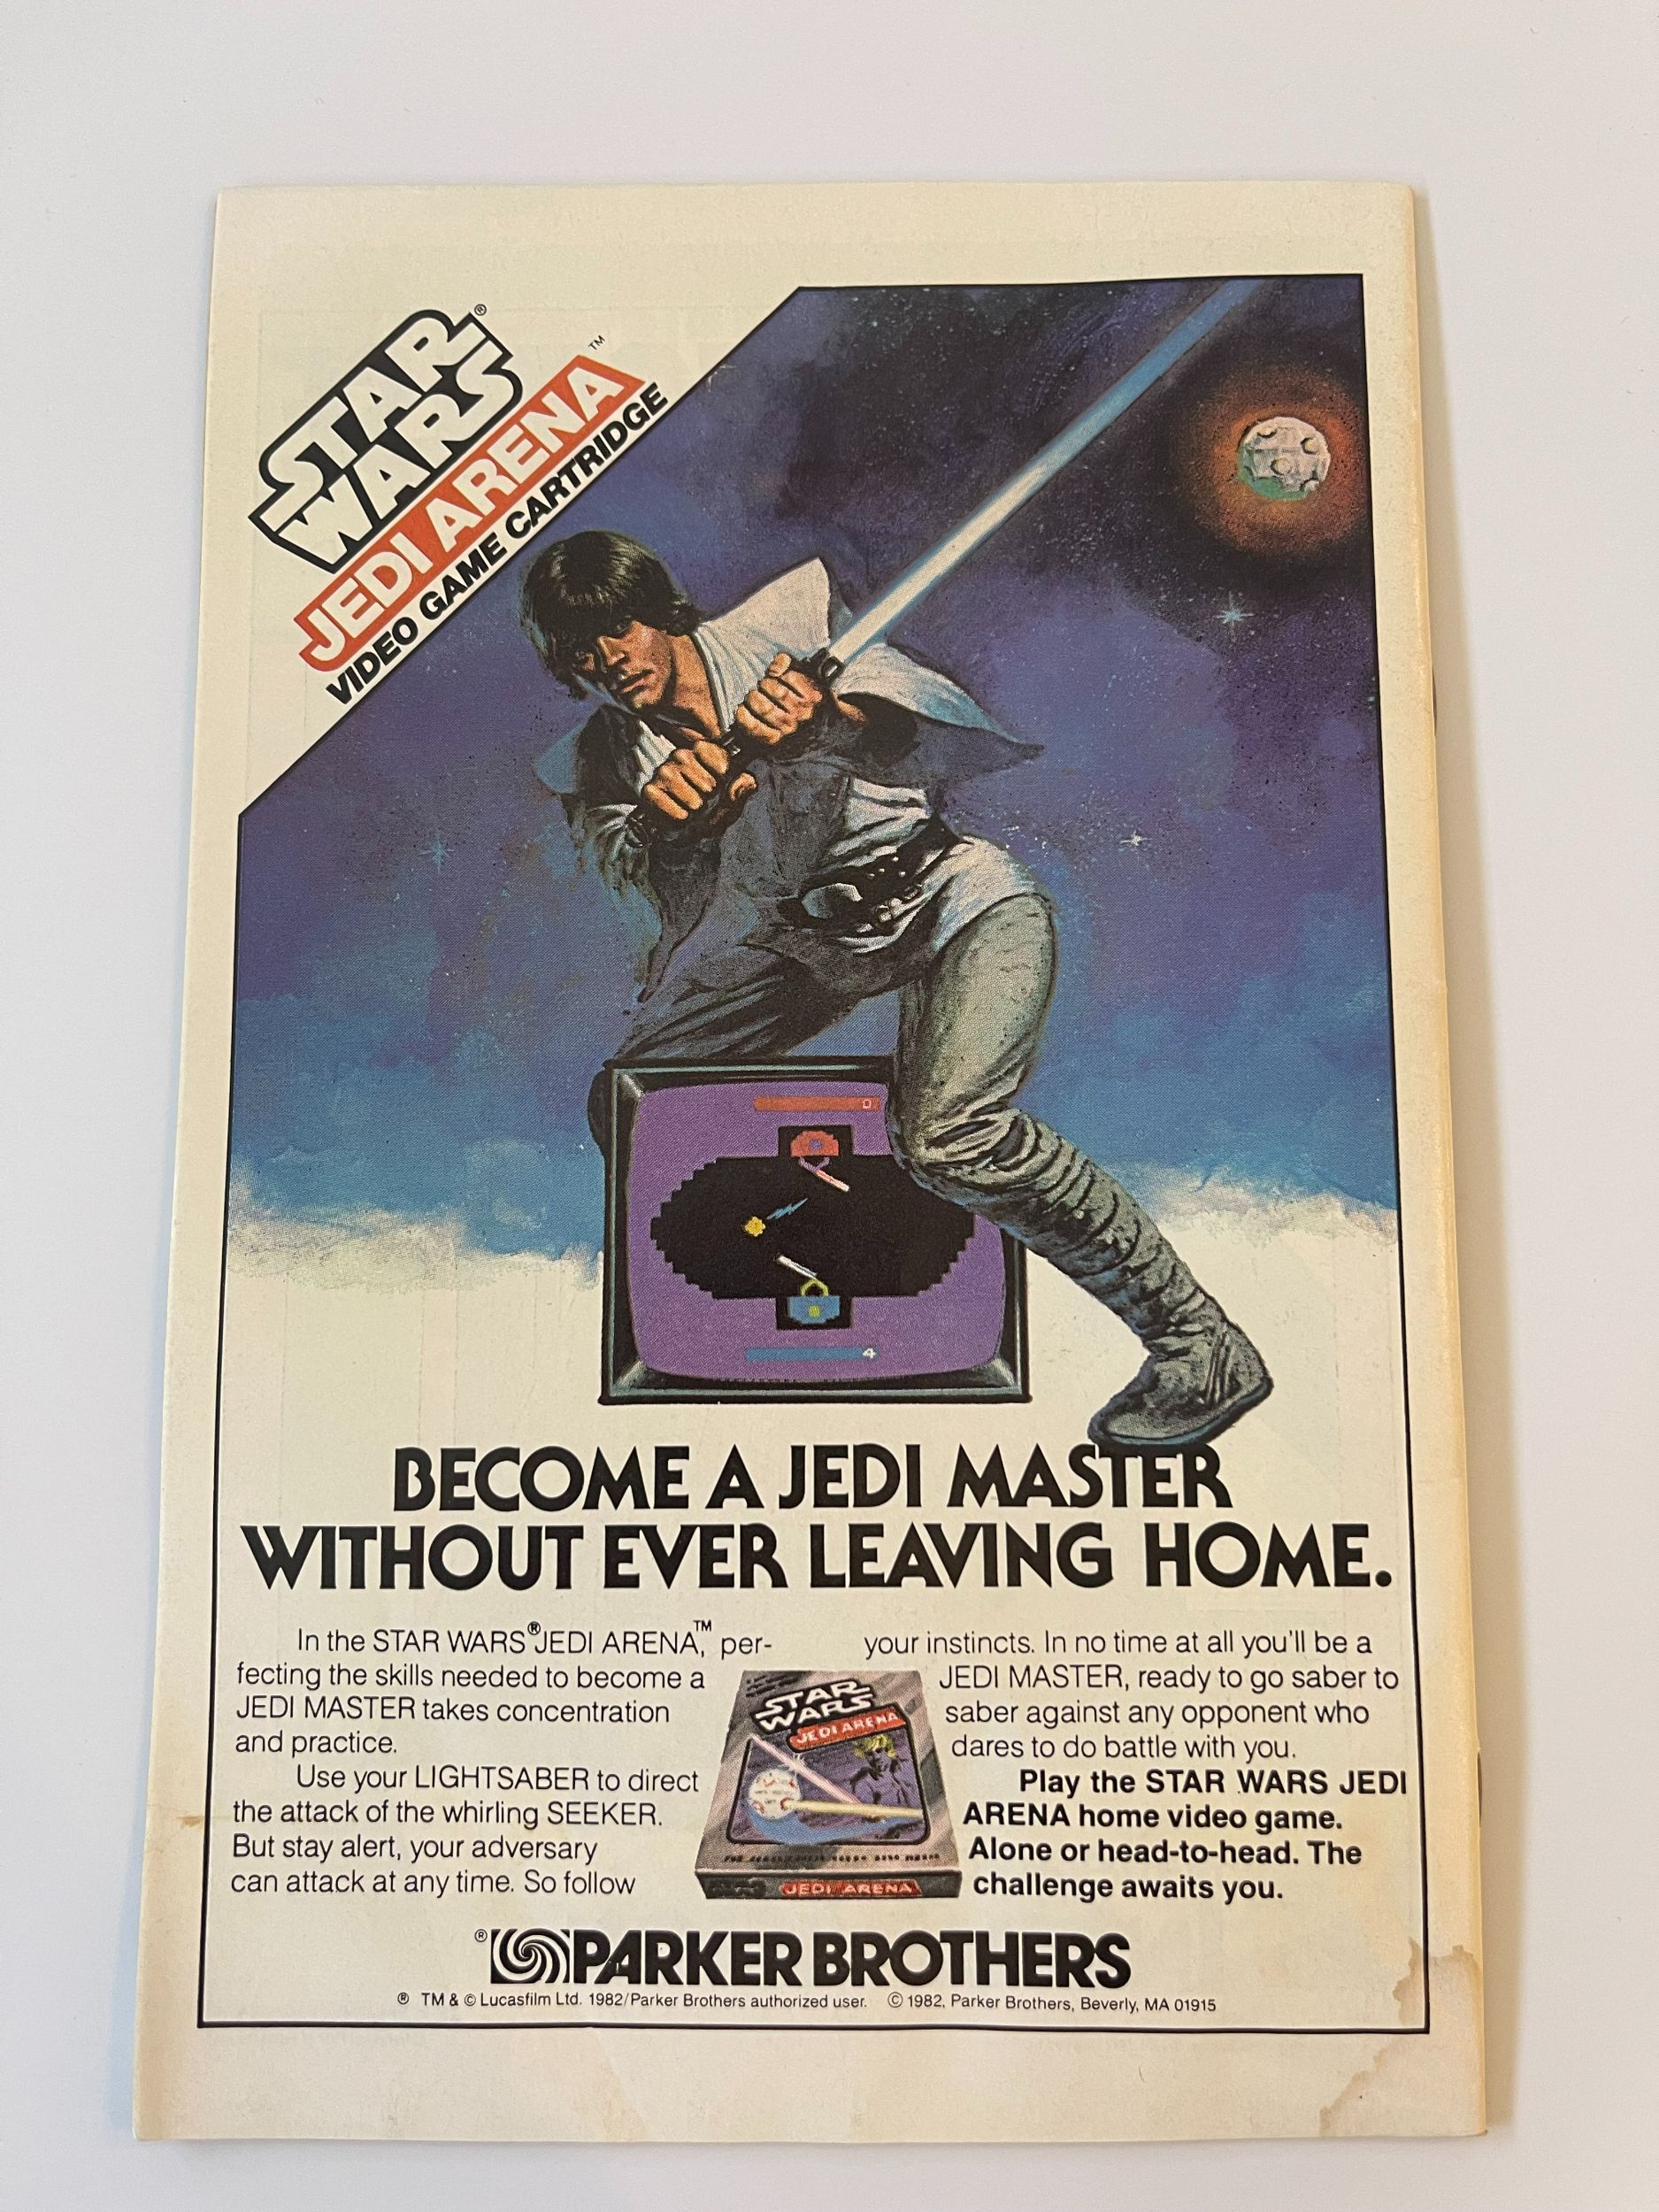 STAR®
WARS
JEDI ARENA™
VIDEO GAME CARTRIDGE
0
4
BECOME A JEDI MASTER
WITHOUT EVER LEAVING HOME.
In the STAR WARS® JEDI ARENA,™ per-
fecting the skills needed to become a
JEDI MASTER takes concentration
and practice.
Use your LIGHTSABER to direct
the attack of the whirling SEEKER.
But stay alert, your adversary
can attack at any time. So follow
STAR
WARS
JEDI ARENA
JEDI ARENA
your instincts. In no time at all you'll be a
JEDI MASTER, ready to go saber to
saber against any opponent who
dares to do battle with you.
Play the STAR WARS JEDI
ARENA home video game.
Alone or head-to-head. The
challenge awaits you.
® PARKER BROTHERS
® TM & © Lucasfilm Ltd. 1982/Parker Brothers authorized user. © 1982, Parker Brothers, Beverly, MA 01915